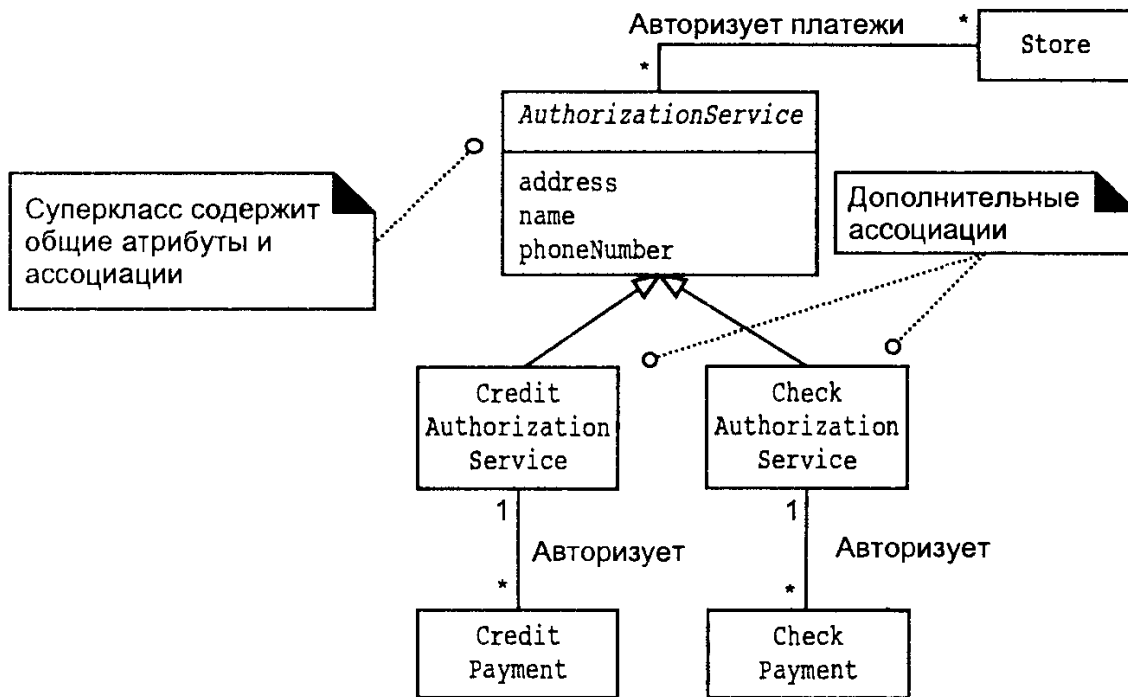 Авторизует платежи
*
Store
*
AuthorizationService
address
name
phoneNumber
Суперкласс содержит
общие атрибуты и
ассоциации
Дополнительные
ассоциации
Credit
Authorization
Service
Check
Authorization
Service
1
1
Авторизует
Авторизует
*
*
Credit
Payment
Check
Payment